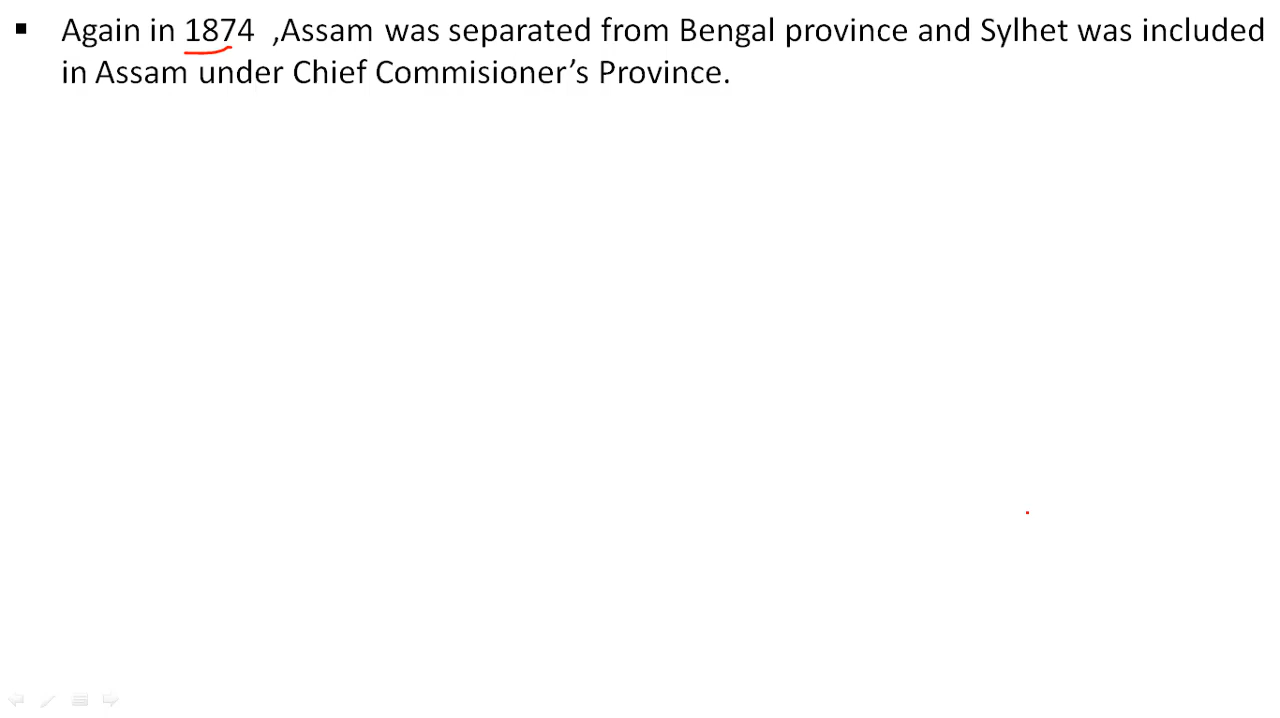 ▪ Again in 1874 ,Assam was separated from Bengal province and Sylhet was included
in Assam under Chief Commisioner’s Province.